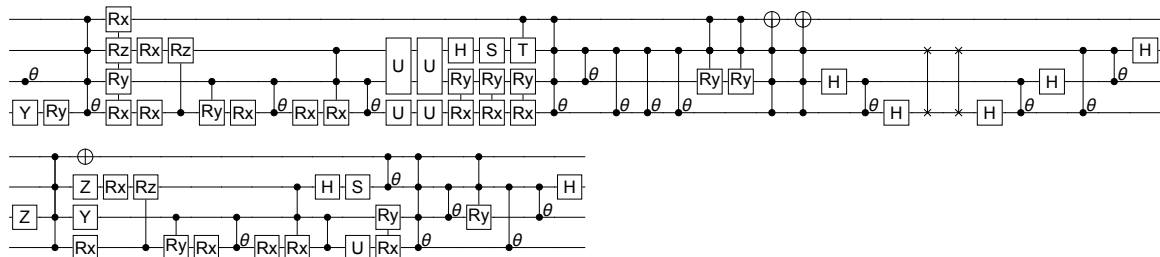 Rx
Rz Rx Rz U U H S T H
θ Ry Ry θ θ θ Ry Ry Ry θ Ry Ry H θ H θ
Y Ry θ Rx Rx Rx Rx Rx U U Rx Rx Rx θ θ θ θ θ H H θ θ
Z Rx Rz H S θ H
Z Y Ry θ Ry θ Ry θ
Rx Rx Rx Rx U Rx θ θ